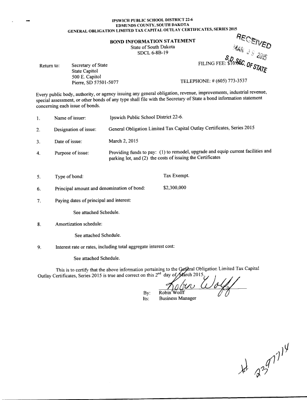 IPSWICH PUBLIC SCHOOL DISTRICT 22-6
EDMUNDS COUNTY, SOUTH DAKOTA
GENERAL OBLIGATION LIMITED TAX CAPITAL OUTLAY CERTIFICATES, SERIES 2015
BOND INFORMATION STATEMENT
State of South Dakota
SDCL 6-8B-19
RECEIVED
MAR 2015
S.D. SEC. OF STATE
Return to: Secretary of State
FILING FEE:
State Capitol
500 E. Capitol
Pierre, SD 57501-5077
TELEPHONE: # (605) 773-3537
Every public body, authority, or agency issuing any general obligation, revenue, improvements, industrial revenue,
special assessment, or other bonds of any type shall file with the Secretary of State a bond information statement
concerning each issue of bonds.
1. Name of issuer: Ipswich Public School District 22-6.
2. Designation of issue: General Obligation Limited Tax Capital Outlay Certificates, Series 2015
3. Date of issue: March 2, 2015
4. Purpose of issue: Providing funds to pay: (1) to remodel, upgrade and equip current facilities and
parking lot, and (2) the costs of issuing the Certificates
5. Type of bond: Tax Exempt.
6. Principal amount and denomination of bond: $2,300,000
7. Paying dates of principal and interest:
See attached Schedule.
8. Amortization schedule:
See attached Schedule.
9. Interest rate or rates, including total aggregate interest cost:
See attached Schedule.
This is to certify that the above information pertaining to the General Obligation Limited Tax Capital
Outlay Certificates, Series 2015 is true and correct on this 2nd day of March 2015.
Robin Wolff
By: Robin Wolff
Its: Business Manager
# 2397714